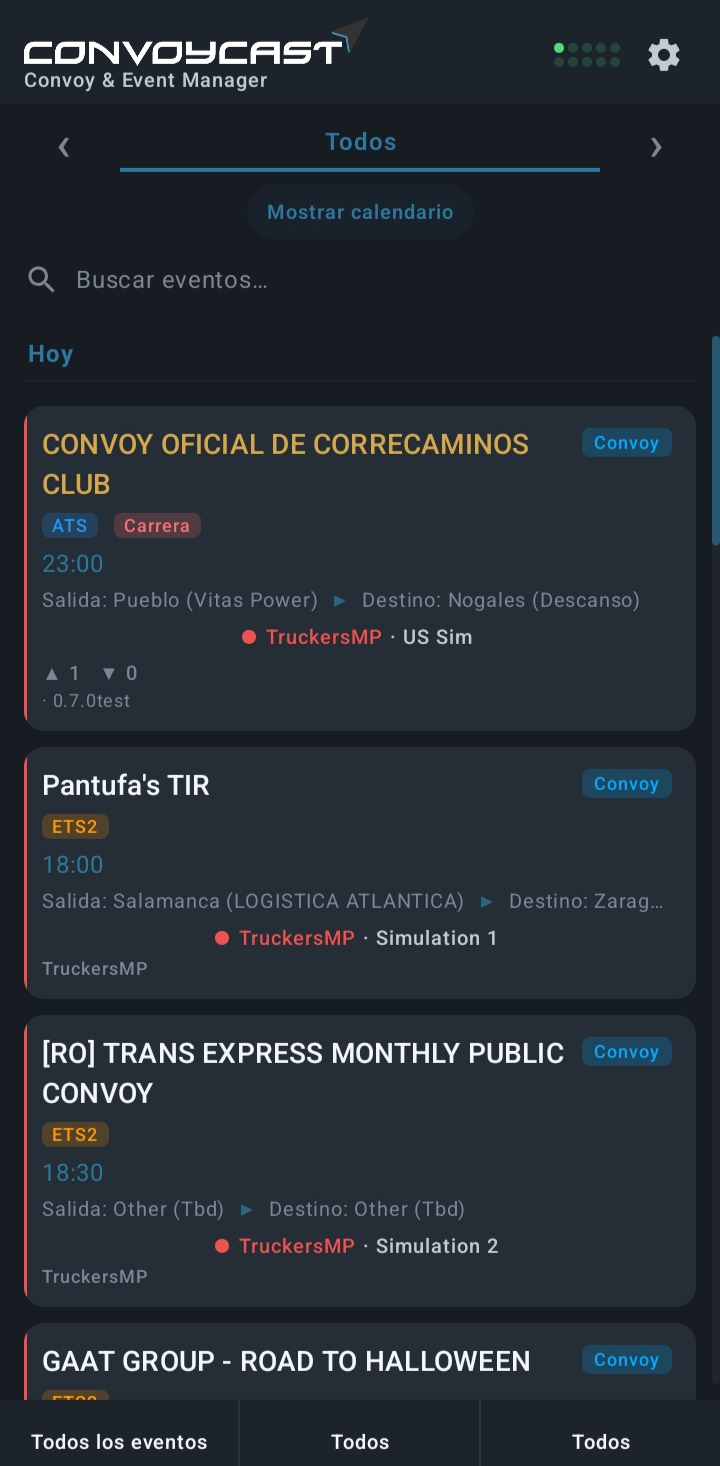 CONVOYCAST
Convoy & Event Manager
❮ Todos ❯
Mostrar calendario
Buscar eventos…
Hoy
CONVOY OFICIAL DE CORRECAMINOS Convoy
CLUB
ATS Carrera
23:00
Salida: Pueblo (Vitas Power) ► Destino: Nogales (Descanso)
TruckersMP · US Sim
▲ 1 ▼ 0
· 0.7.0test
Pantufa's TIR Convoy
ETS2
18:00
Salida: Salamanca (LOGISTICA ATLANTICA) ► Destino: Zarag…
TruckersMP · Simulation 1
TruckersMP
[RO] TRANS EXPRESS MONTHLY PUBLIC Convoy
CONVOY
ETS2
18:30
Salida: Other (Tbd) ► Destino: Other (Tbd)
TruckersMP · Simulation 2
TruckersMP
GAAT GROUP - ROAD TO HALLOWEEN Convoy
ETS2
Todos los eventos Todos Todos